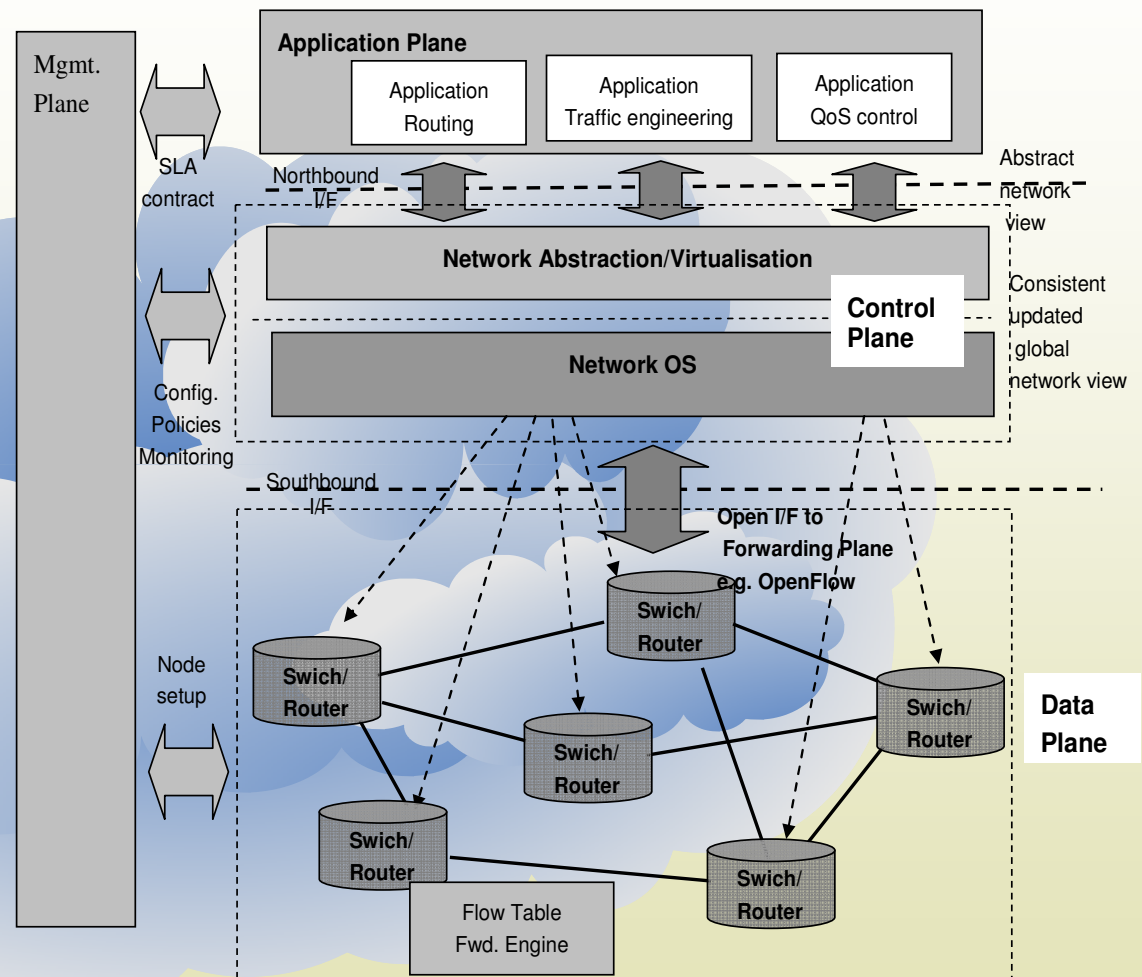 Mgmt.
Plane
Application Plane
Application
Routing
Application
Traffic engineering
Application
QoS control
SLA
contract
Northbound
I/F
Abstract
network
view
Network Abstraction/Virtualisation
Control
Plane
Consistent
updated
global
network view
Network OS
Config.
Policies
Monitoring
Southbound
I/F
Open I/F to
Forwarding Plane
e.g. OpenFlow
Swich/
Router
Node
setup
Swich/
Router
Swich/
Router
Swich/
Router
Data
Plane
Swich/
Router
Swich/
Router
Flow Table
Fwd. Engine